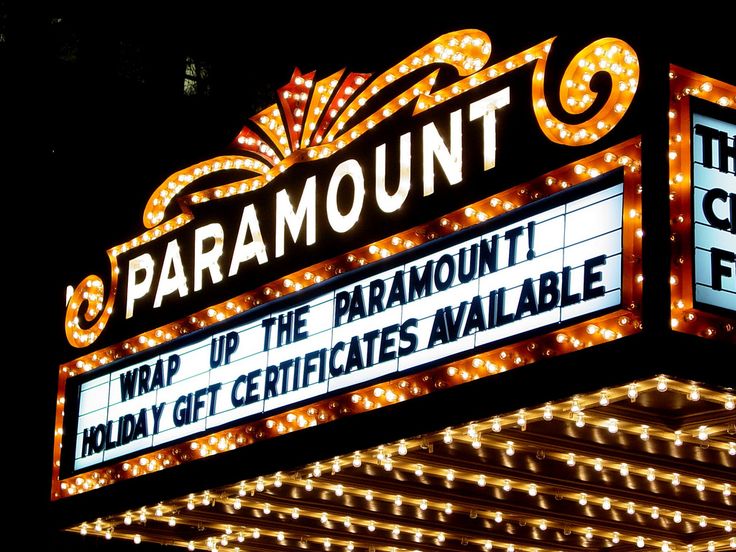 PARAMOUNT
WRAP UP THE PARAMOUNT!
HOLIDAY GIFT CERTIFICATES AVAILABLE